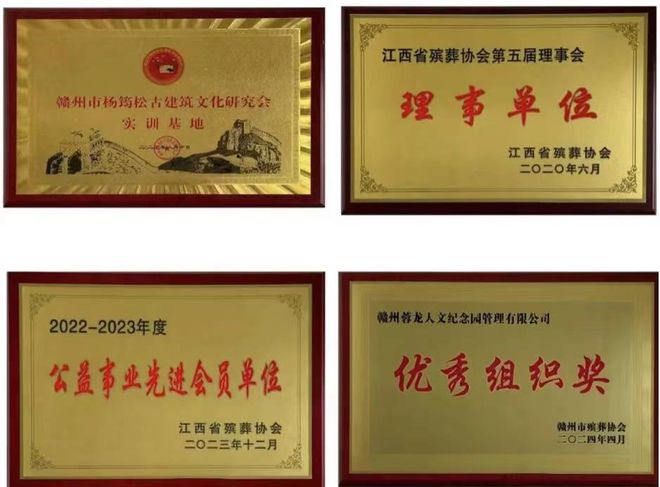 赣州市杨筠松古建筑文化研究会
实训基地
江西省殡葬协会第五届理事会
理事单位
江西省殡葬协会
二〇二〇年六月
2022-2023年度
公益事业先进会员单位
江西省殡葬协会
二〇二三年十二月
赣州蓉龙人文纪念园管理有限公司
优秀组织奖
赣州市殡葬协会
二〇二四年四月